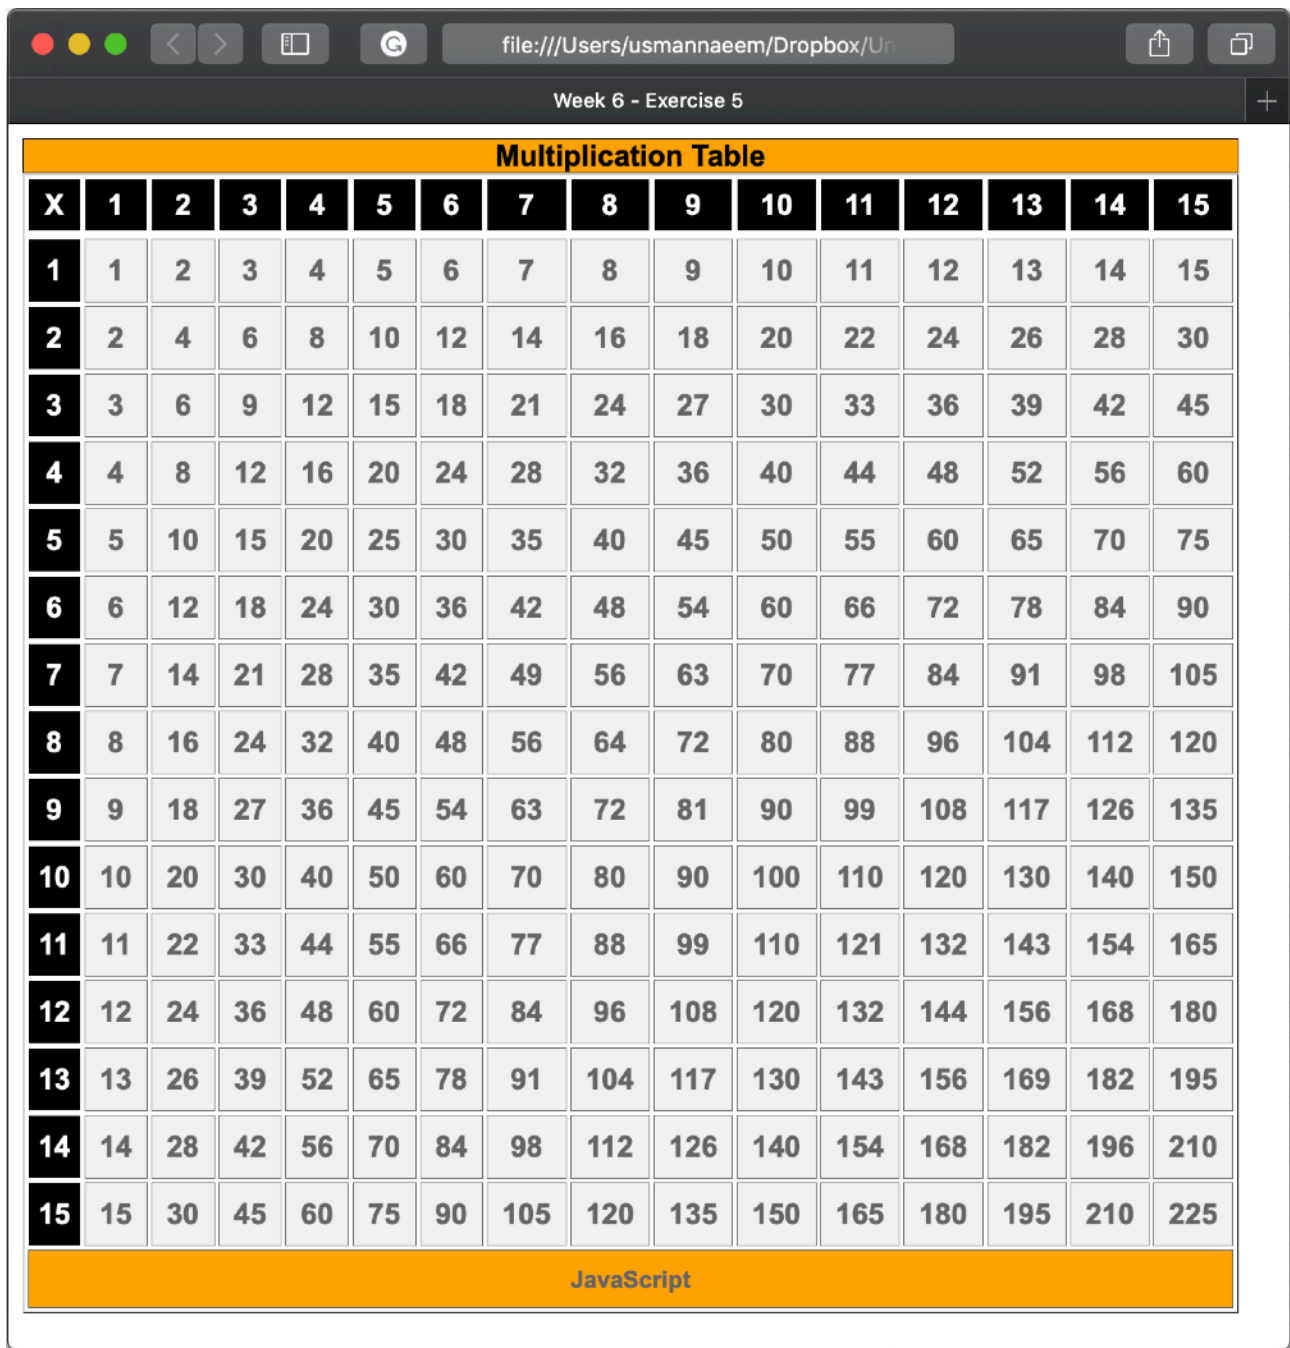 file:///Users/usmannaeem/Dropbox/Un
Week 6 - Exercise 5
Multiplication Table
X 1 2 3 4 5 6 7 8 9 10 11 12 13 14 15
1 1 2 3 4 5 6 7 8 9 10 11 12 13 14 15
2 2 4 6 8 10 12 14 16 18 20 22 24 26 28 30
3 3 6 9 12 15 18 21 24 27 30 33 36 39 42 45
4 4 8 12 16 20 24 28 32 36 40 44 48 52 56 60
5 5 10 15 20 25 30 35 40 45 50 55 60 65 70 75
6 6 12 18 24 30 36 42 48 54 60 66 72 78 84 90
7 7 14 21 28 35 42 49 56 63 70 77 84 91 98 105
8 8 16 24 32 40 48 56 64 72 80 88 96 104 112 120
9 9 18 27 36 45 54 63 72 81 90 99 108 117 126 135
10 10 20 30 40 50 60 70 80 90 100 110 120 130 140 150
11 11 22 33 44 55 66 77 88 99 110 121 132 143 154 165
12 12 24 36 48 60 72 84 96 108 120 132 144 156 168 180
13 13 26 39 52 65 78 91 104 117 130 143 156 169 182 195
14 14 28 42 56 70 84 98 112 126 140 154 168 182 196 210
15 15 30 45 60 75 90 105 120 135 150 165 180 195 210 225
JavaScript